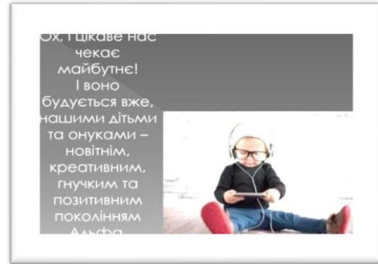 Ох, і цікаве нас
чекає
майбутнє!
І воно
будується вже,
нашими дітьми
та онуками –
новітнім,
креативним,
гнучким та
позитивним
поколінням
Альфа